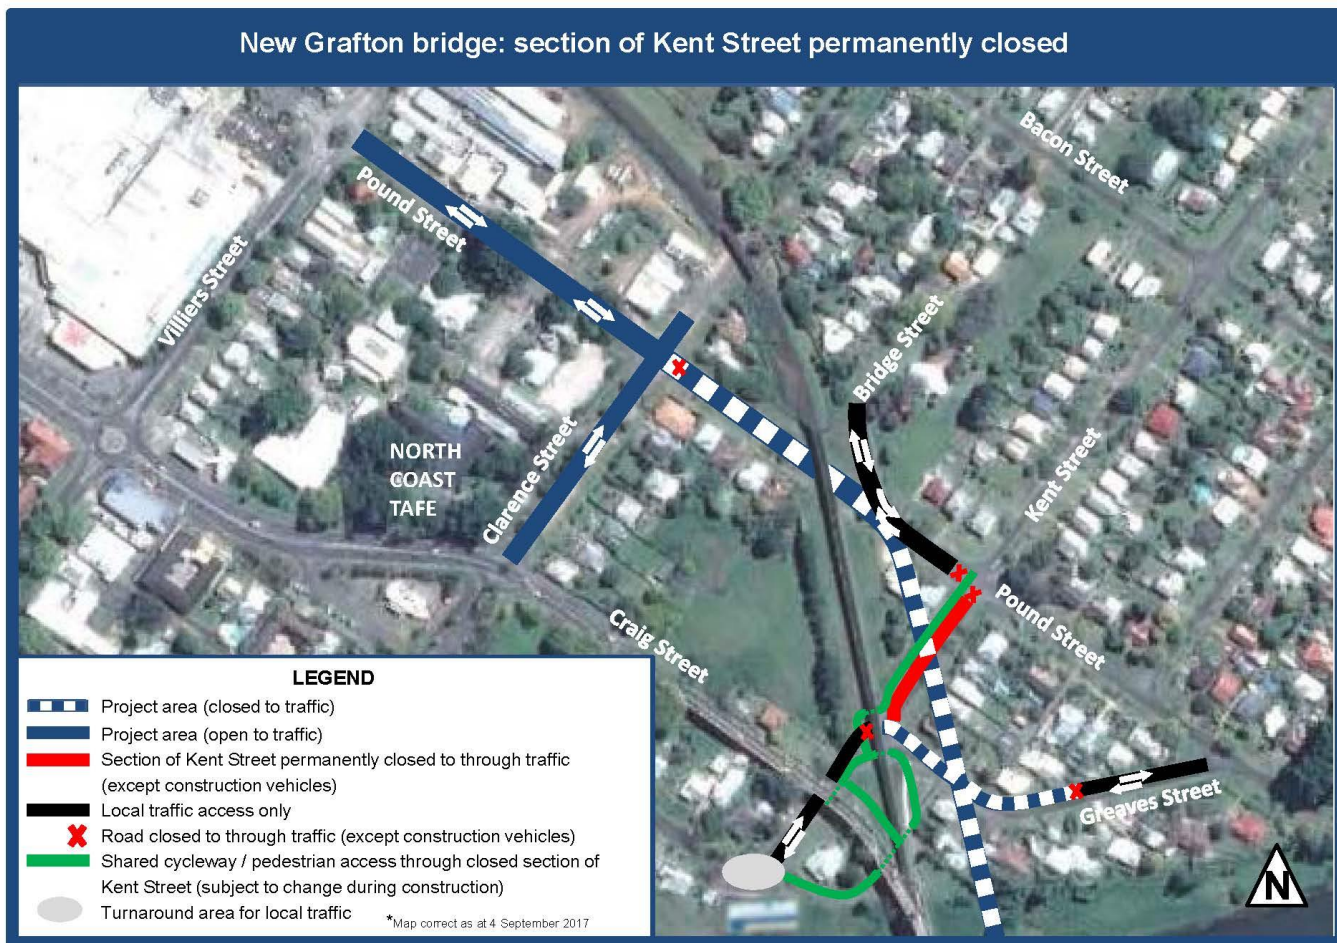 New Grafton bridge: section of Kent Street permanently closed
Bacon Street
Pound Street
Villiers Street
Bridge Street
NORTH
COAST
TAFE
Clarence Street
Kent Street
Craig Street
Pound Street
Greaves Street
LEGEND
Project area (closed to traffic)
Project area (open to traffic)
Section of Kent Street permanently closed to through traffic
(except construction vehicles)
Local traffic access only
Road closed to through traffic (except construction vehicles)
Shared cycleway / pedestrian access through closed section of
Kent Street (subject to change during construction)
Turnaround area for local traffic
*Map correct as at 4 September 2017
N